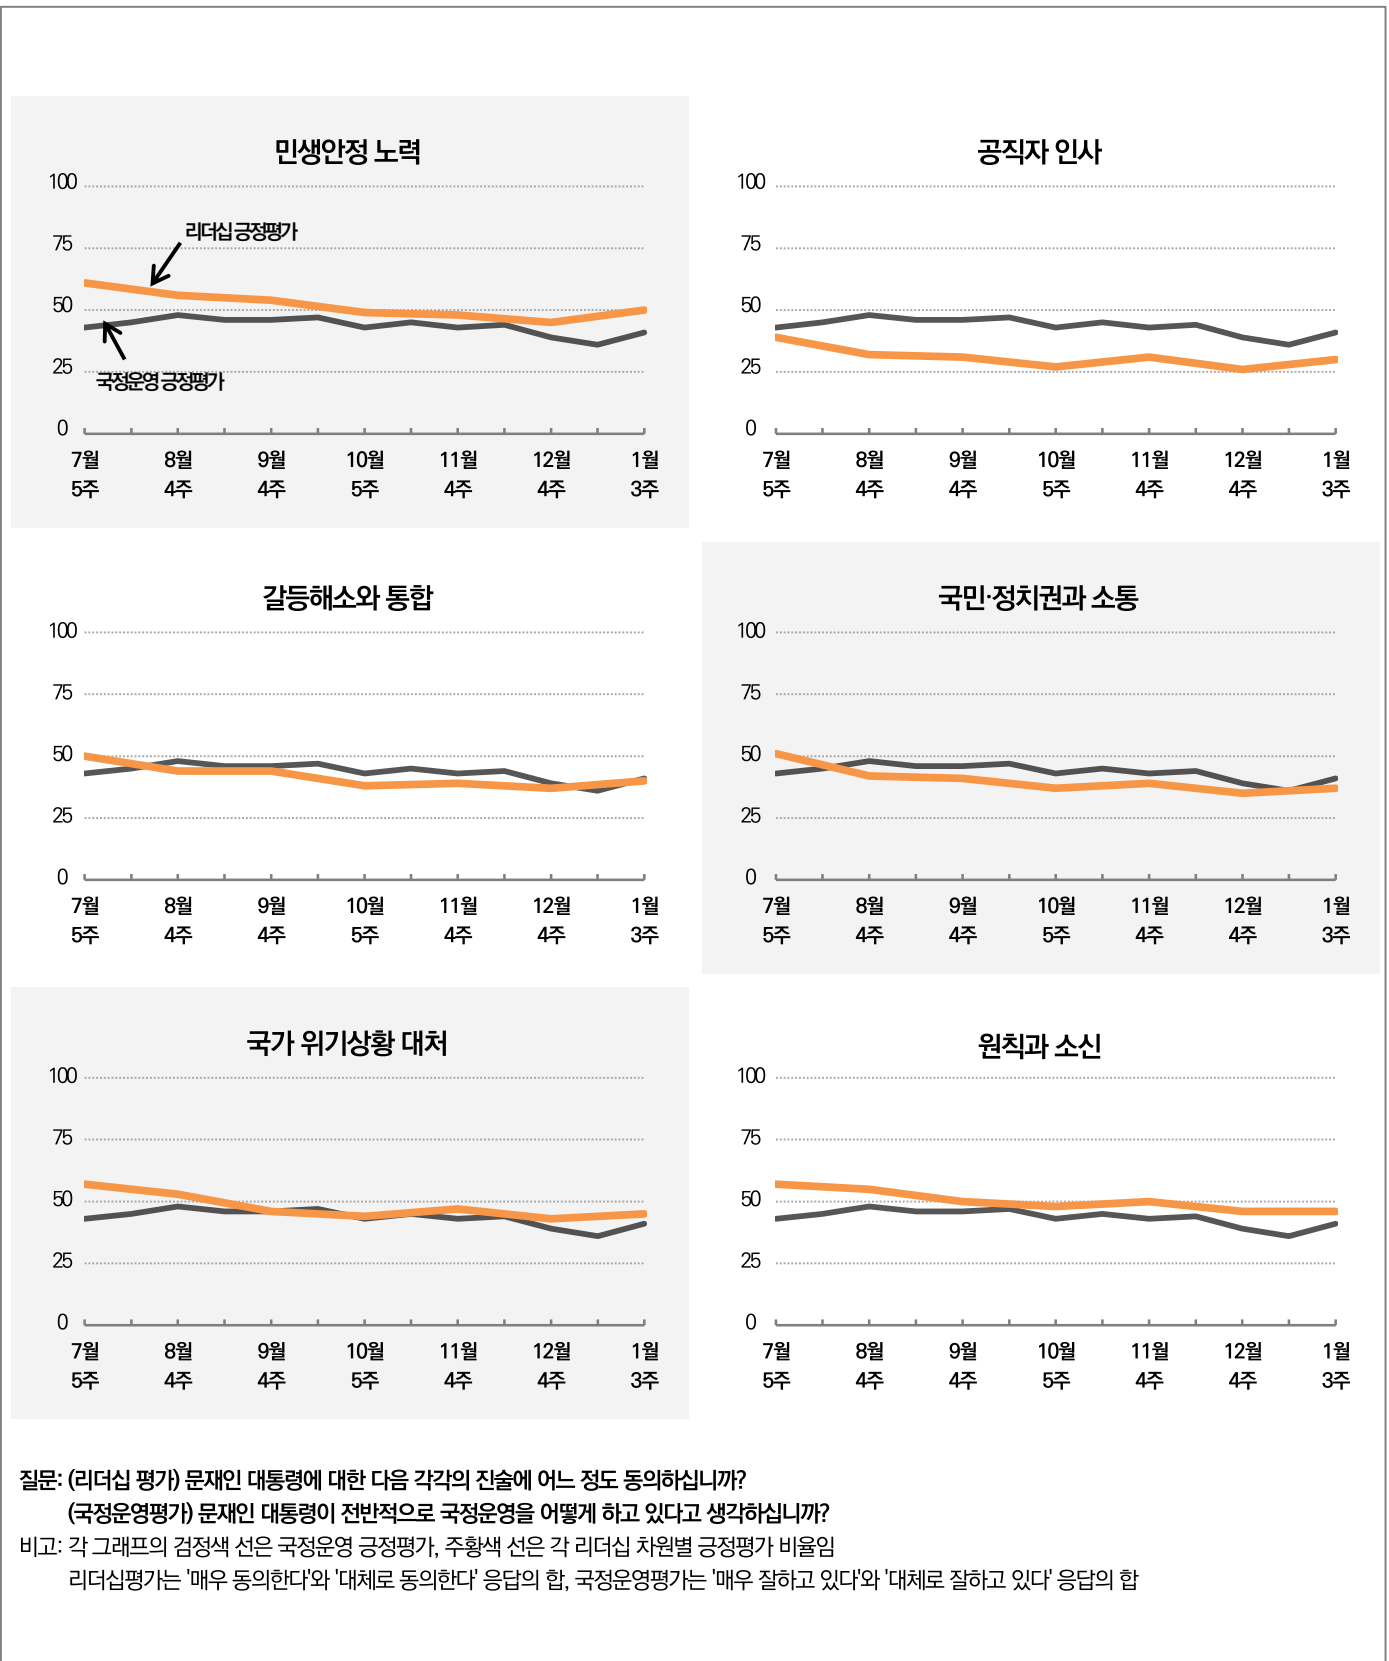 민생안정 노력
100
75
50
25
0
리더십 긍정평가
국정운영 긍정평가
7월 8월 9월 10월 11월 12월 1월
5주 4주 4주 5주 4주 4주 3주
공직자 인사
100
75
50
25
0
7월 8월 9월 10월 11월 12월 1월
5주 4주 4주 5주 4주 4주 3주
갈등해소와 통합
100
75
50
25
0
7월 8월 9월 10월 11월 12월 1월
5주 4주 4주 5주 4주 4주 3주
국민·정치권과 소통
100
75
50
25
0
7월 8월 9월 10월 11월 12월 1월
5주 4주 4주 5주 4주 4주 3주
국가 위기상황 대처
100
75
50
25
0
7월 8월 9월 10월 11월 12월 1월
5주 4주 4주 5주 4주 4주 3주
원칙과 소신
100
75
50
25
0
7월 8월 9월 10월 11월 12월 1월
5주 4주 4주 5주 4주 4주 3주
질문: (리더십 평가) 문재인 대통령에 대한 다음 각각의 진술에 어느 정도 동의하십니까?
(국정운영평가) 문재인 대통령이 전반적으로 국정운영을 어떻게 하고 있다고 생각하십니까?
비고: 각 그래프의 검정색 선은 국정운영 긍정평가, 주황색 선은 각 리더십 차원별 긍정평가 비율임
리더십평가는 '매우 동의한다'와 '대체로 동의한다' 응답의 합, 국정운영평가는 '매우 잘하고 있다'와 '대체로 잘하고 있다' 응답의 합